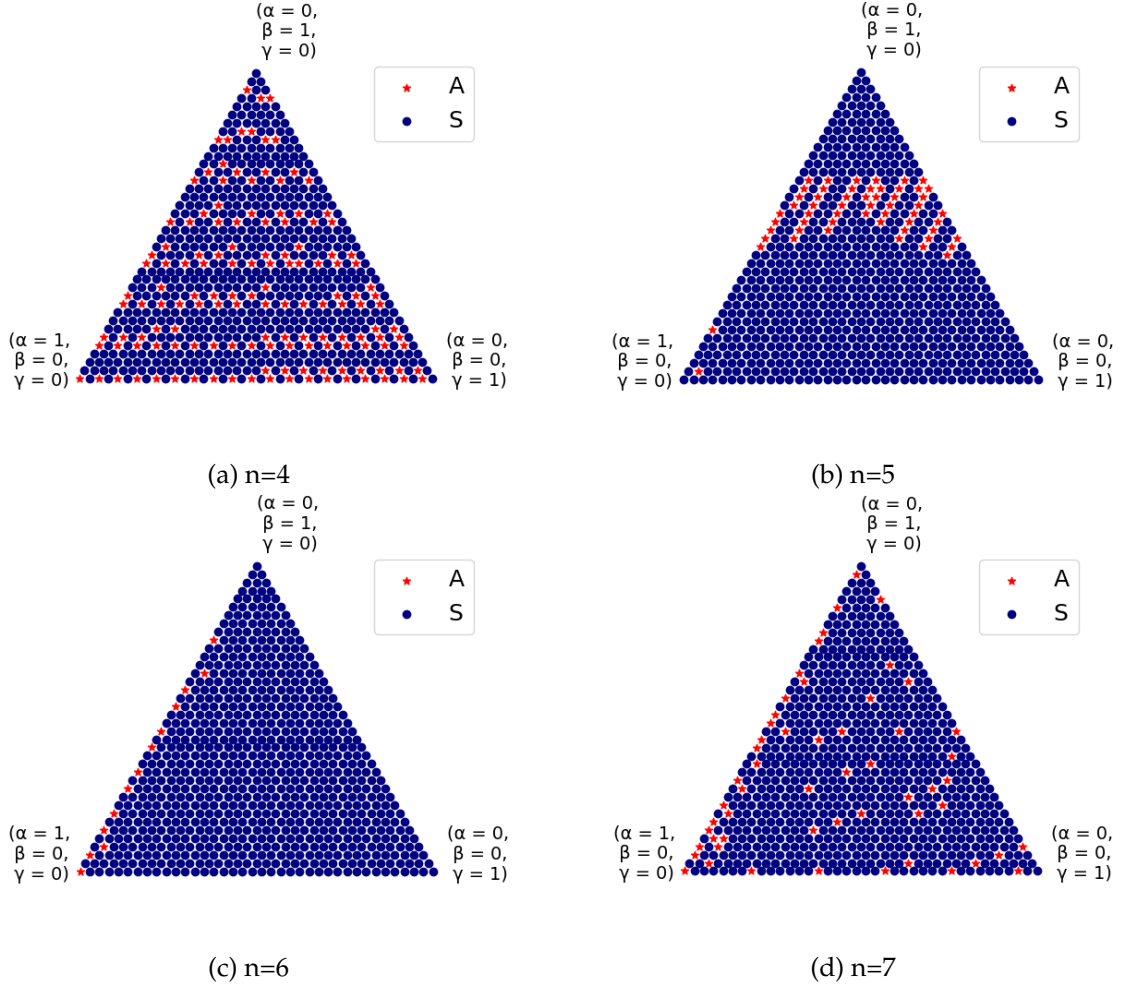 (α = 0,
β = 1,
γ = 0)
A
S
(α = 1,
β = 0,
γ = 0)
(α = 0,
β = 0,
γ = 1)
(a) n=4
(α = 0,
β = 1,
γ = 0)
A
S
(α = 1,
β = 0,
γ = 0)
(α = 0,
β = 0,
γ = 1)
(b) n=5
(α = 0,
β = 1,
γ = 0)
A
S
(α = 1,
β = 0,
γ = 0)
(α = 0,
β = 0,
γ = 1)
(c) n=6
(α = 0,
β = 1,
γ = 0)
A
S
(α = 1,
β = 0,
γ = 0)
(α = 0,
β = 0,
γ = 1)
(d) n=7